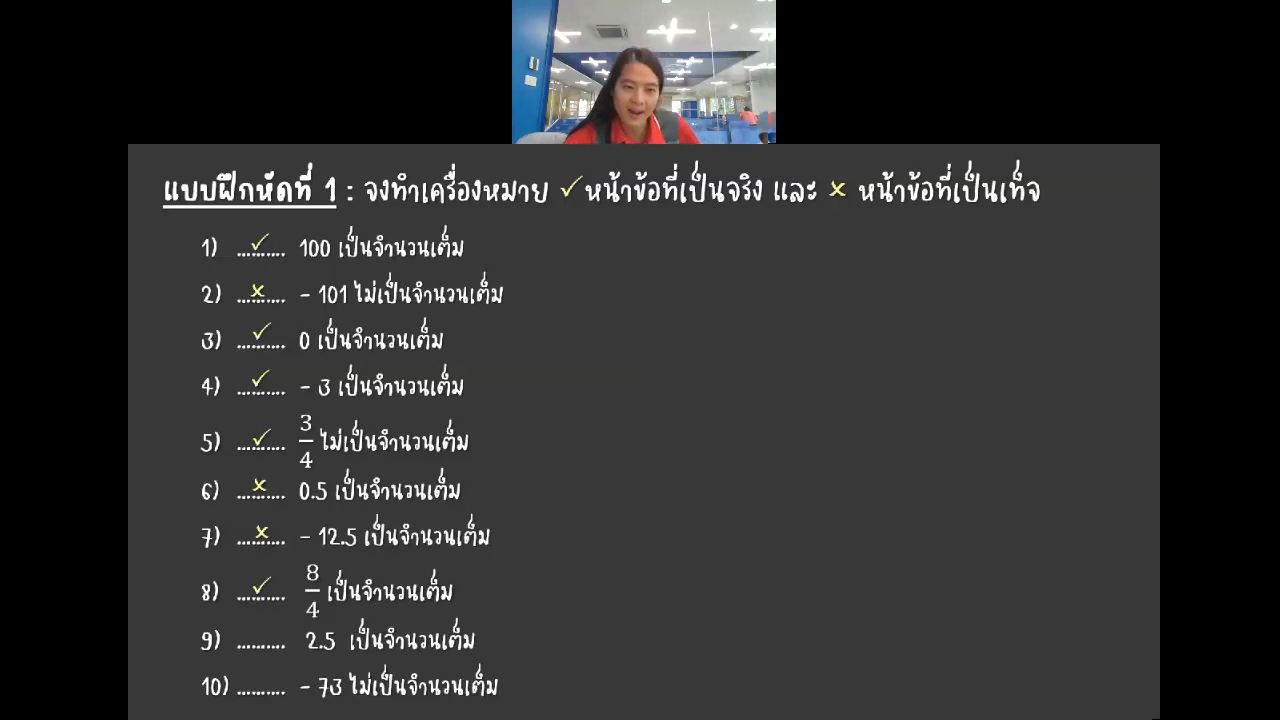 แบบฝึกหัดที่ 1 : จงทำเครื่องหมาย ✓ หน้าข้อที่เป็นจริง และ × หน้าข้อที่เป็นเท็จ
1) ....✓.... 100 เป็นจำนวนเต็ม
2) ....×.... - 101 ไม่เป็นจำนวนเต็ม
3) ....✓.... 0 เป็นจำนวนเต็ม
4) ....✓.... - 3 เป็นจำนวนเต็ม
5) ....✓.... 3/4 ไม่เป็นจำนวนเต็ม
6) ....×.... 0.5 เป็นจำนวนเต็ม
7) ....×.... - 12.5 เป็นจำนวนเต็ม
8) ....✓.... 8/4 เป็นจำนวนเต็ม
9) .......... 2.5 เป็นจำนวนเต็ม
10) .......... - 73 ไม่เป็นจำนวนเต็ม